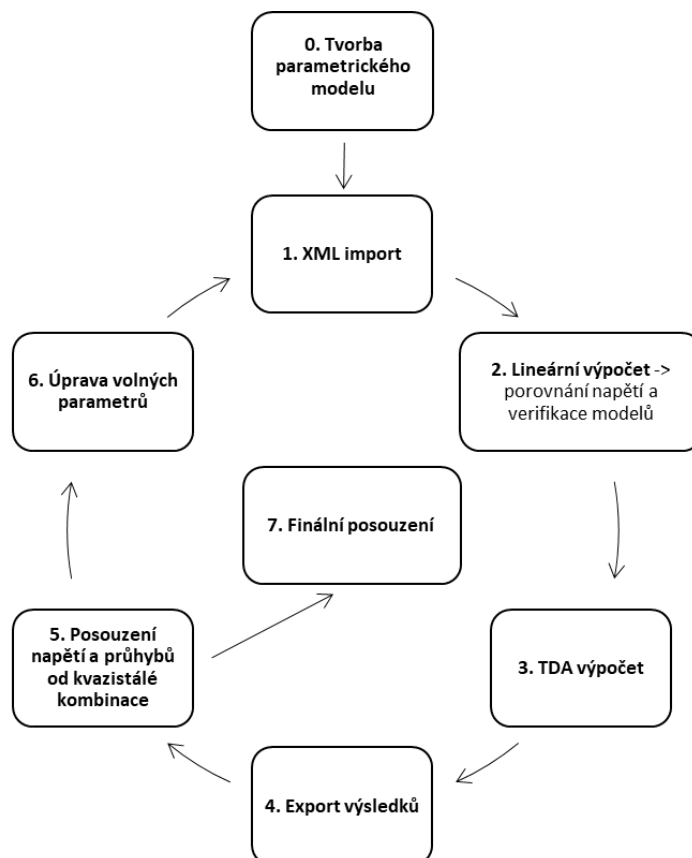 0. Tvorba
parametrického
modelu
1. XML import
6. Úprava volných
parametrů
2. Lineární výpočet ->
porovnání napětí a
verifikace modelů
7. Finální posouzení
5. Posouzení
napětí a průhybů
od kvazistálé
kombinace
3. TDA výpočet
4. Export výsledků